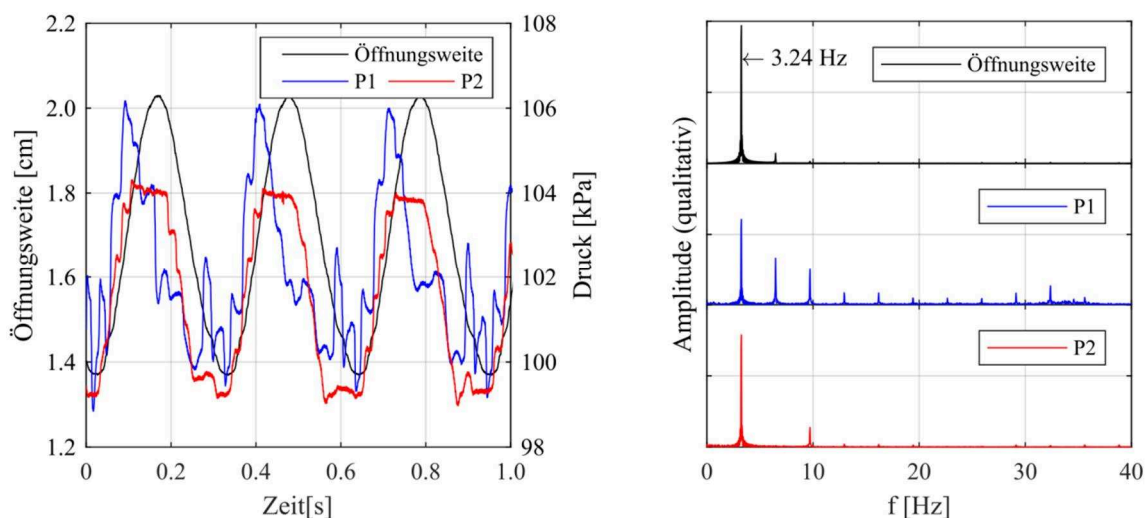 2.2
2.0
1.8
1.6
1.4
1.2
Öffnungsweite [cm]
108
106
104
102
100
98
Druck [kPa]
Öffnungsweite
P1 P2
0 0.2 0.4 0.6 0.8 1.0
Zeit[s]
Amplitude (qualitativ)
← 3.24 Hz
Öffnungsweite
P1
P2
0 10 20 30 40
f [Hz]